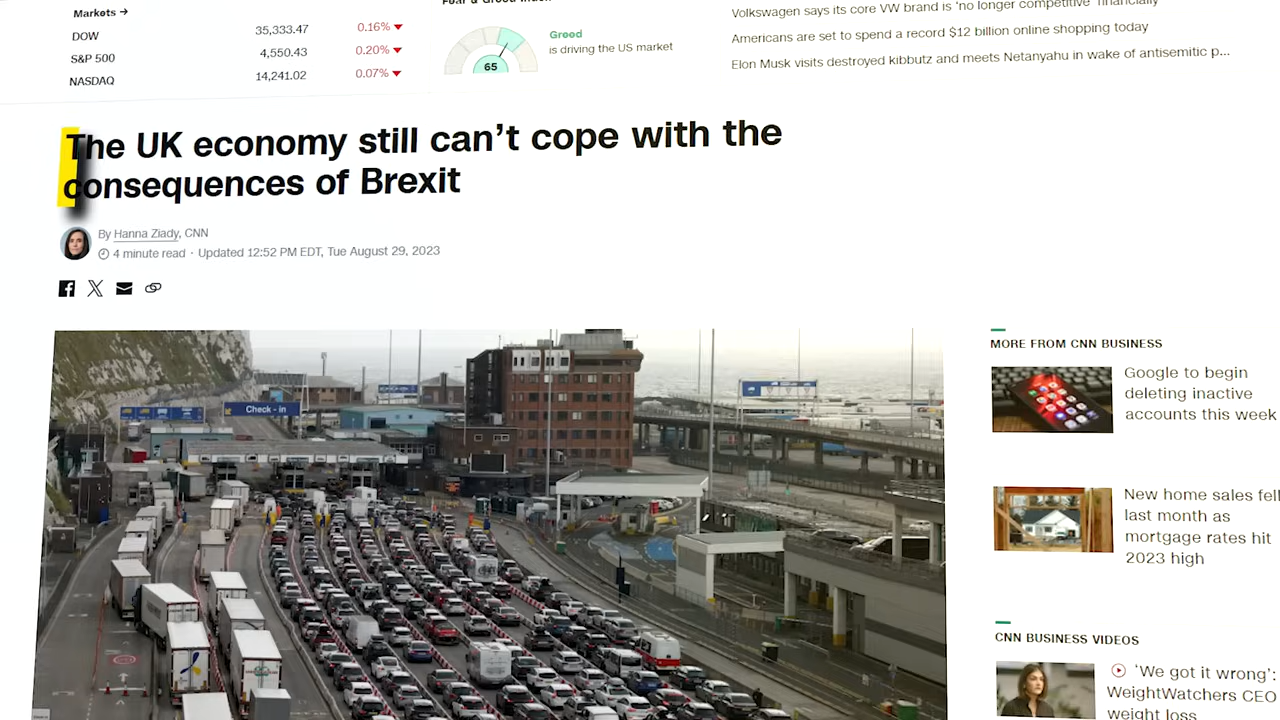 Markets →
DOW 35,333.47 0.16%
S&P 500 4,550.43 0.20%
NASDAQ 14,241.02 0.07%
Fear & Greed Index
65
Greed
is driving the US market
Volkswagen says its core VW brand is 'no longer competitive' financially
Americans are set to spend a record $12 billion online shopping today
Elon Musk visits destroyed kibbutz and meets Netanyahu in wake of antisemitic p...
The UK economy still can't cope with the
consequences of Brexit
By Hanna Ziady, CNN
4 minute read · Updated 12:52 PM EDT, Tue August 29, 2023
Check-in
MORE FROM CNN BUSINESS
Google to begin
deleting inactive
accounts this week
New home sales fell
last month as
mortgage rates hit
2023 high
CNN BUSINESS VIDEOS
'We got it wrong':
WeightWatchers CEO
weight loss